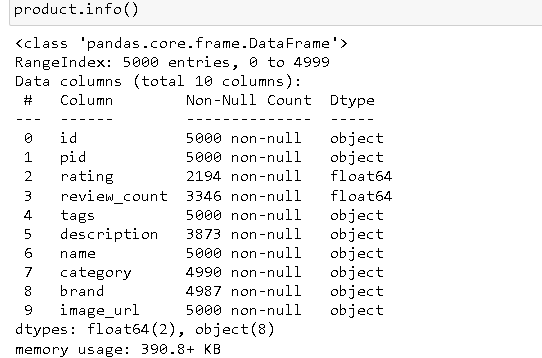 product.info()
<class 'pandas.core.frame.DataFrame'>
RangeIndex: 5000 entries, 0 to 4999
Data columns (total 10 columns):
 #   Column        Non-Null Count  Dtype
---  ------        --------------  -----
 0   id            5000 non-null   object
 1   pid           5000 non-null   object
 2   rating        2194 non-null   float64
 3   review_count  3346 non-null   float64
 4   tags          5000 non-null   object
 5   description   3873 non-null   object
 6   name          5000 non-null   object
 7   category      4990 non-null   object
 8   brand         4987 non-null   object
 9   image_url     5000 non-null   object
dtypes: float64(2), object(8)
memory usage: 390.8+ KB